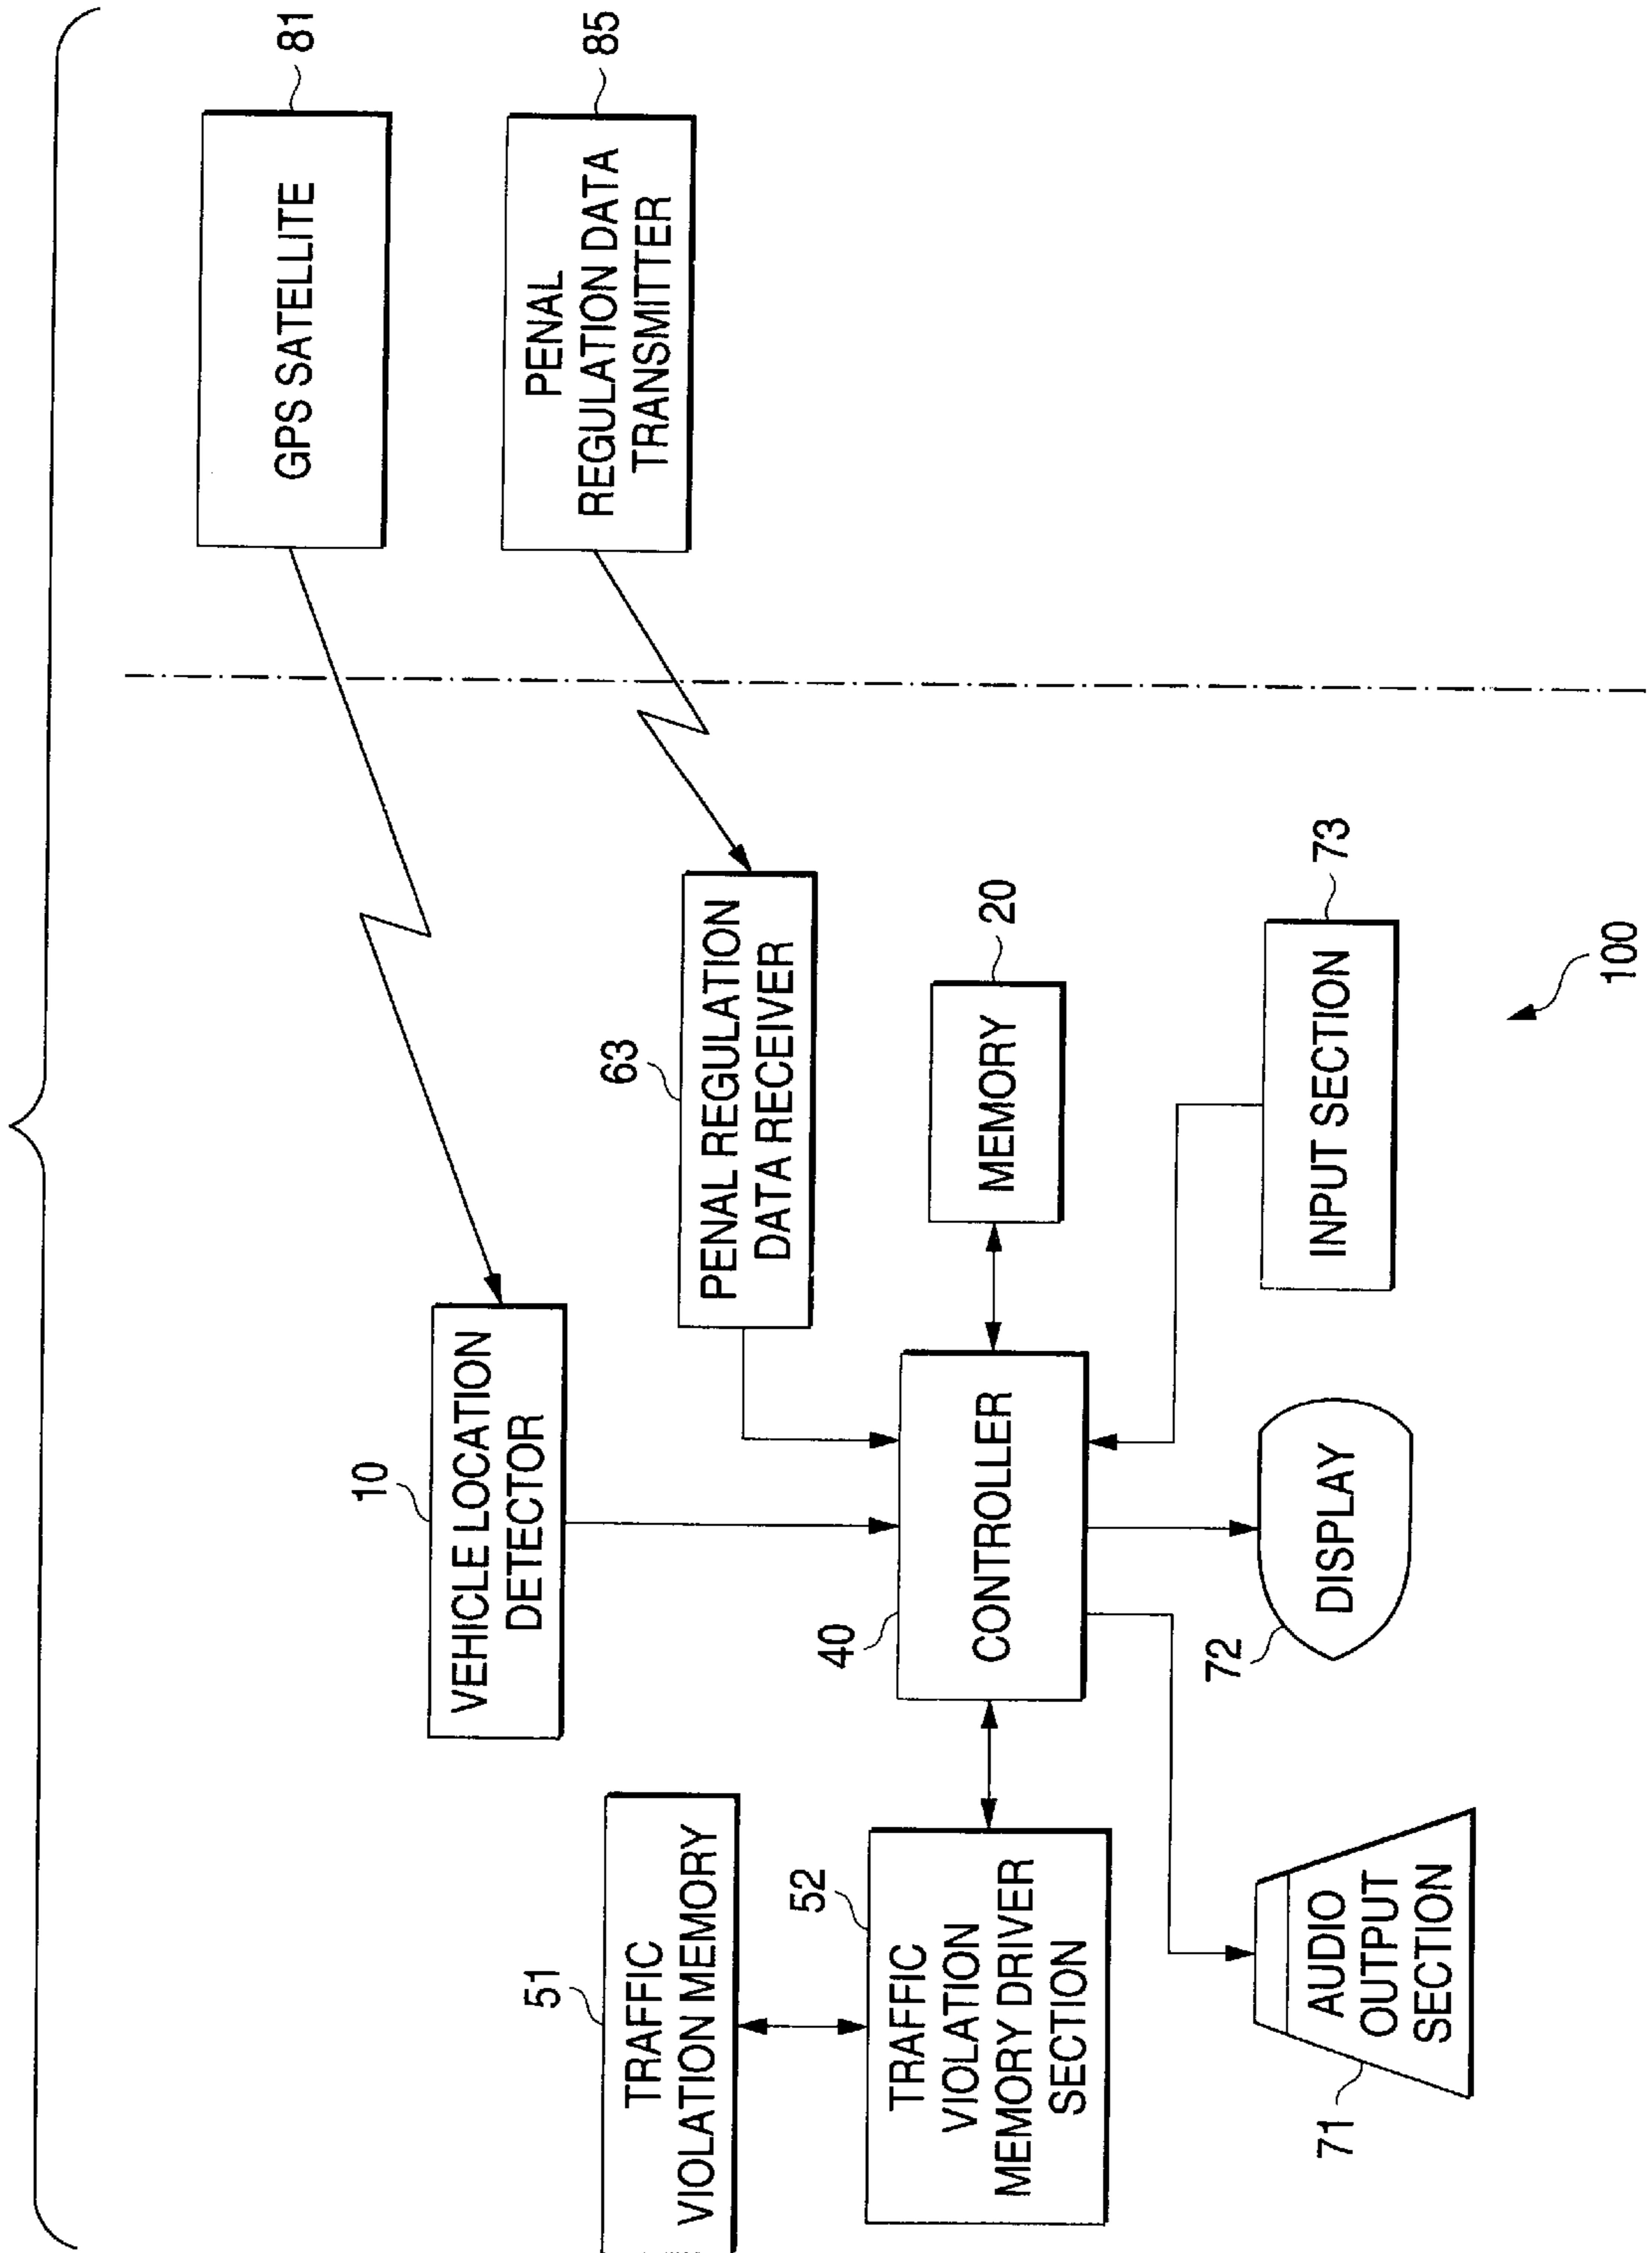 81
GPS SATELLITE
85
PENAL
REGULATION DATA
TRANSMITTER
10
VEHICLE LOCATION
DETECTOR
63
PENAL REGULATION
DATA RECEIVER
51
TRAFFIC
VIOLATION MEMORY
52
TRAFFIC
VIOLATION
MEMORY DRIVER
SECTION
40
CONTROLLER
20
MEMORY
71
AUDIO
OUTPUT
SECTION
72
DISPLAY
73
INPUT SECTION
100